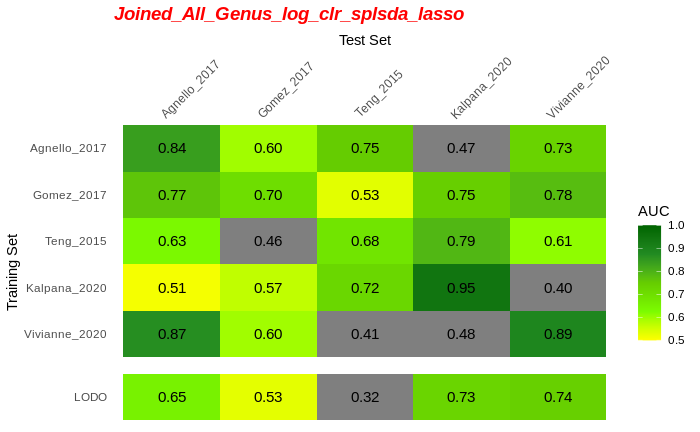 Joined_All_Genus_log_clr_splsda_lasso
Test Set
Agnello_2017 Gomez_2017 Teng_2015 Kalpana_2020 Vivianne_2020
Training Set
Agnello_2017 0.84 0.60 0.75 0.47 0.73
Gomez_2017 0.77 0.70 0.53 0.75 0.78
Teng_2015 0.63 0.46 0.68 0.79 0.61
Kalpana_2020 0.51 0.57 0.72 0.95 0.40
Vivianne_2020 0.87 0.60 0.41 0.48 0.89
LODO 0.65 0.53 0.32 0.73 0.74
AUC
1.0
0.9
0.8
0.7
0.6
0.5